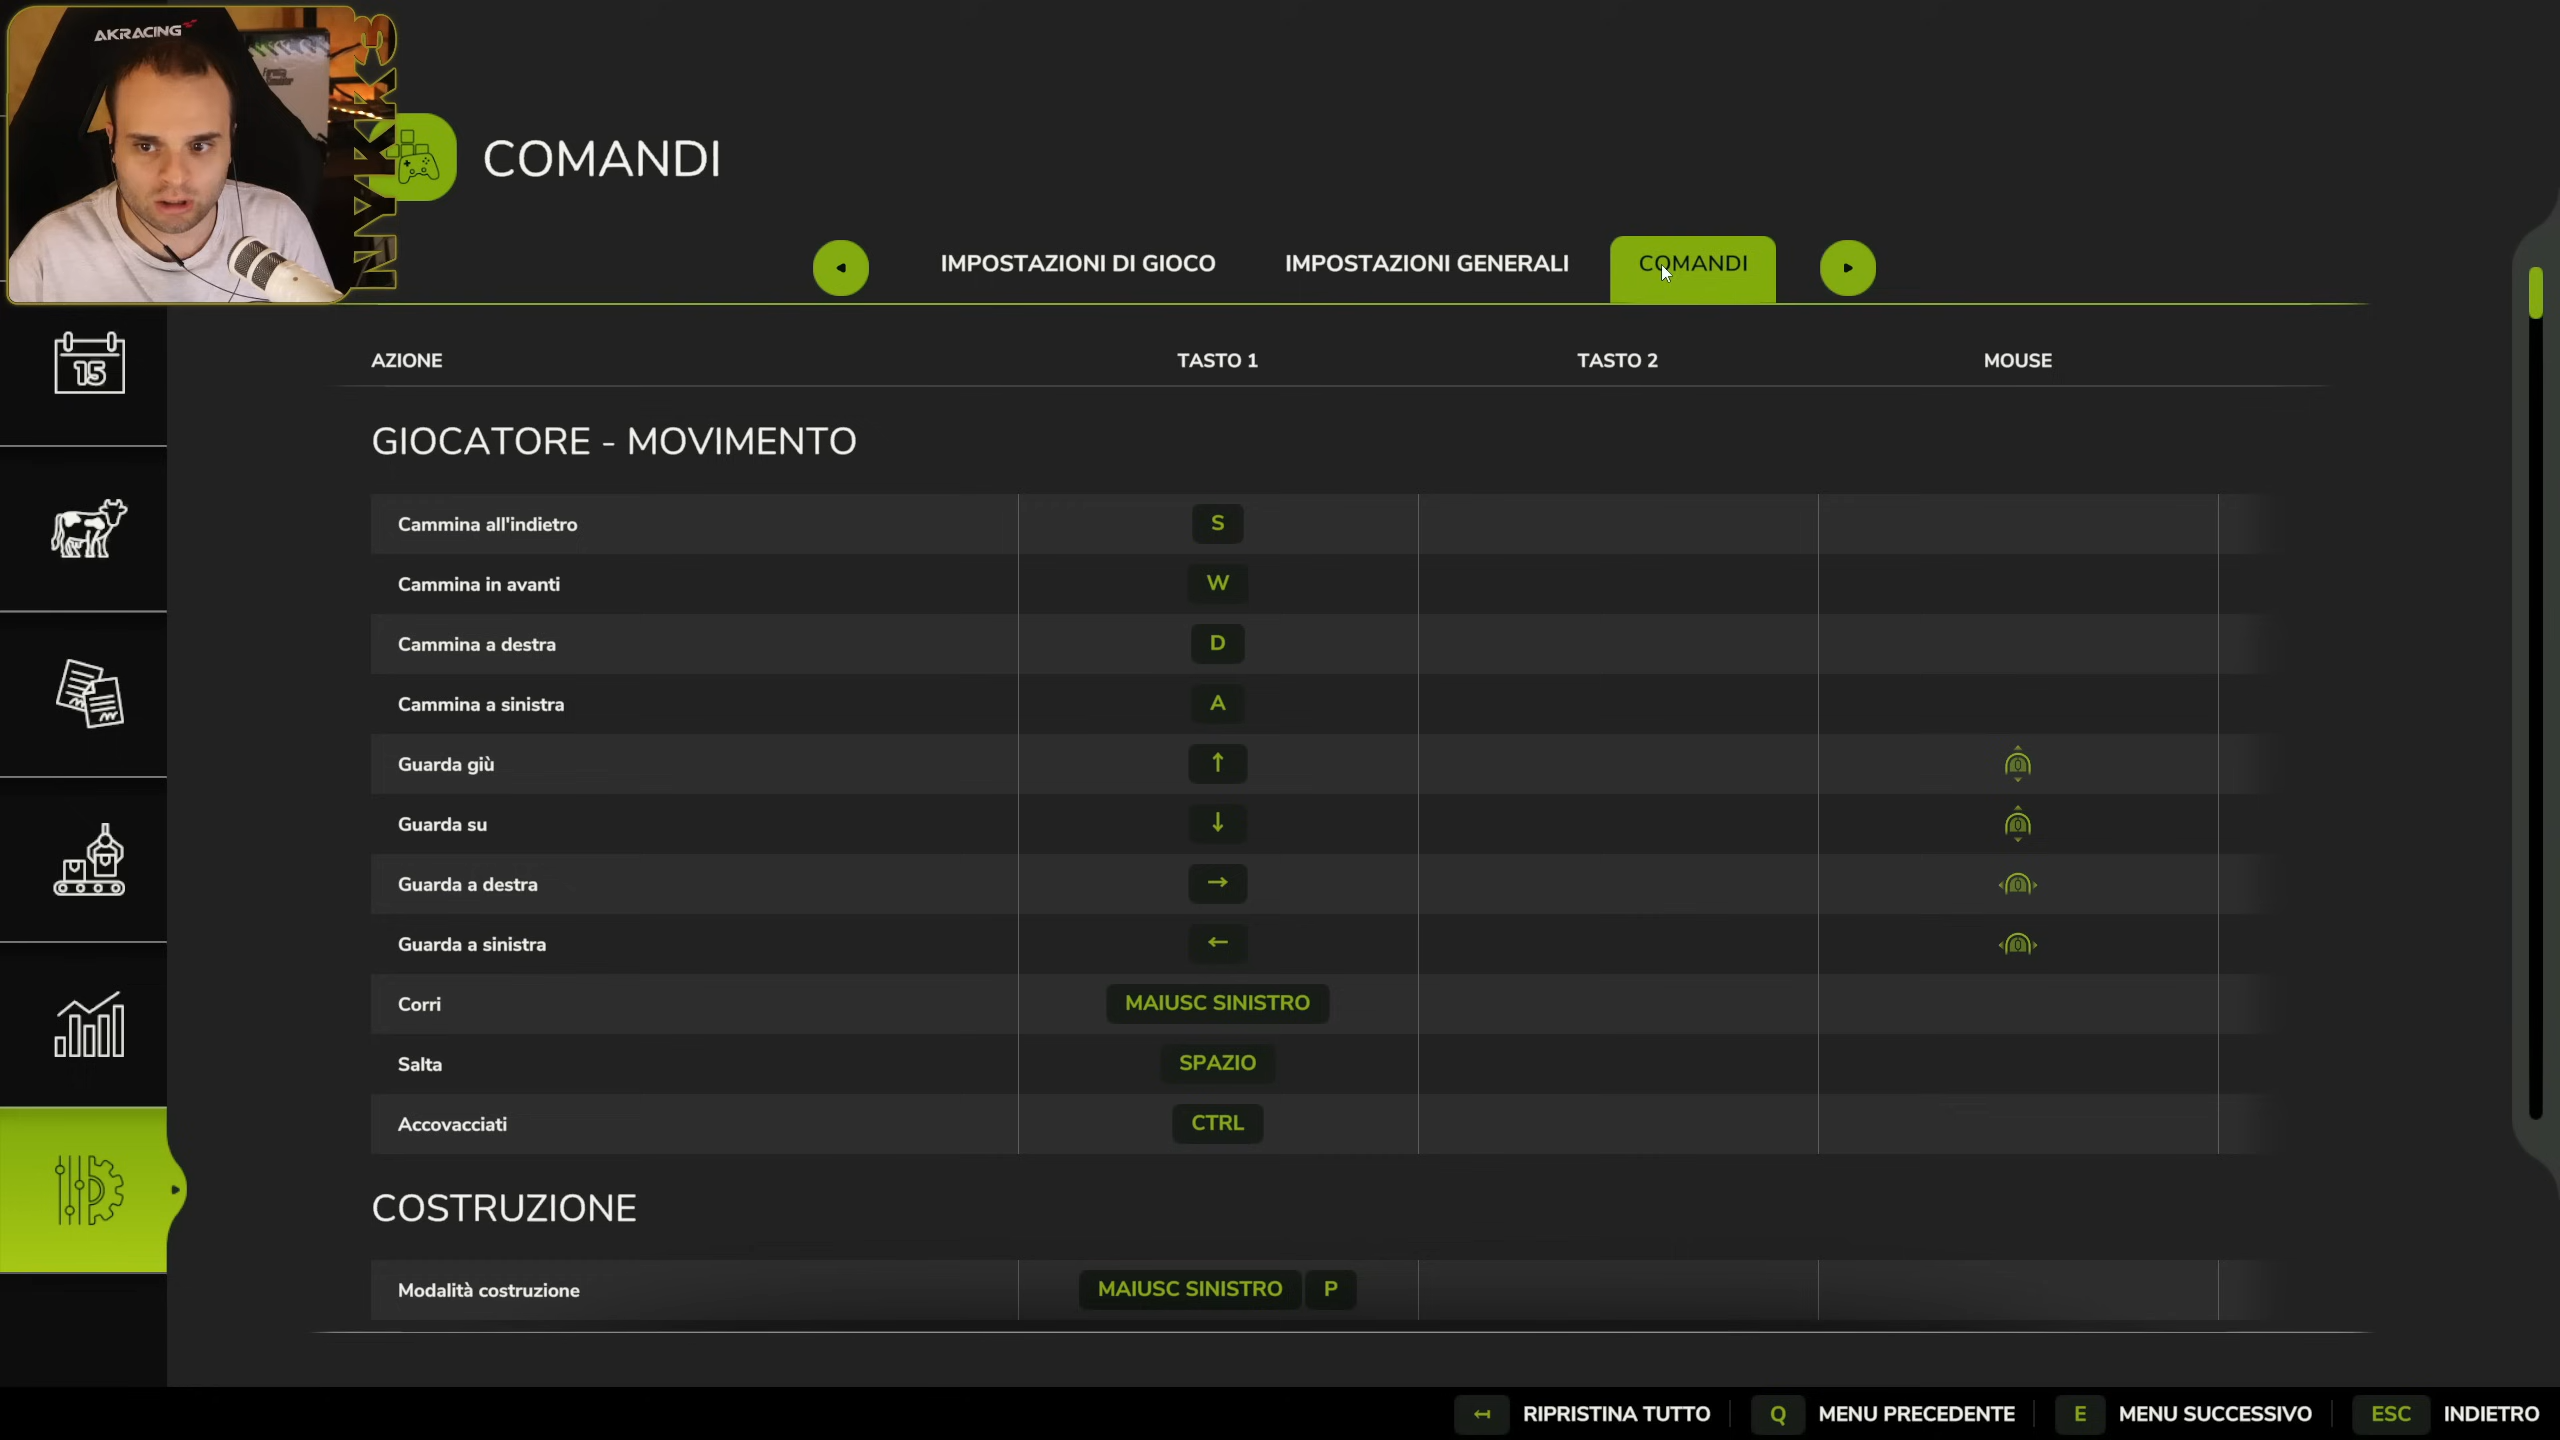 AKRACING
NYKK3
COMANDI
IMPOSTAZIONI DI GIOCO
IMPOSTAZIONI GENERALI
COMANDI
15
AZIONE TASTO 1 TASTO 2 MOUSE
GIOCATORE - MOVIMENTO
Cammina all'indietro S
Cammina in avanti W
Cammina a destra D
Cammina a sinistra A
Guarda giù ↑
Guarda su ↓
Guarda a destra →
Guarda a sinistra ←
Corri MAIUSC SINISTRO
Salta SPAZIO
Accovacciati CTRL
COSTRUZIONE
Modalità costruzione MAIUSC SINISTRO P
RIPRISTINA TUTTO Q MENU PRECEDENTE E MENU SUCCESSIVO ESC INDIETRO